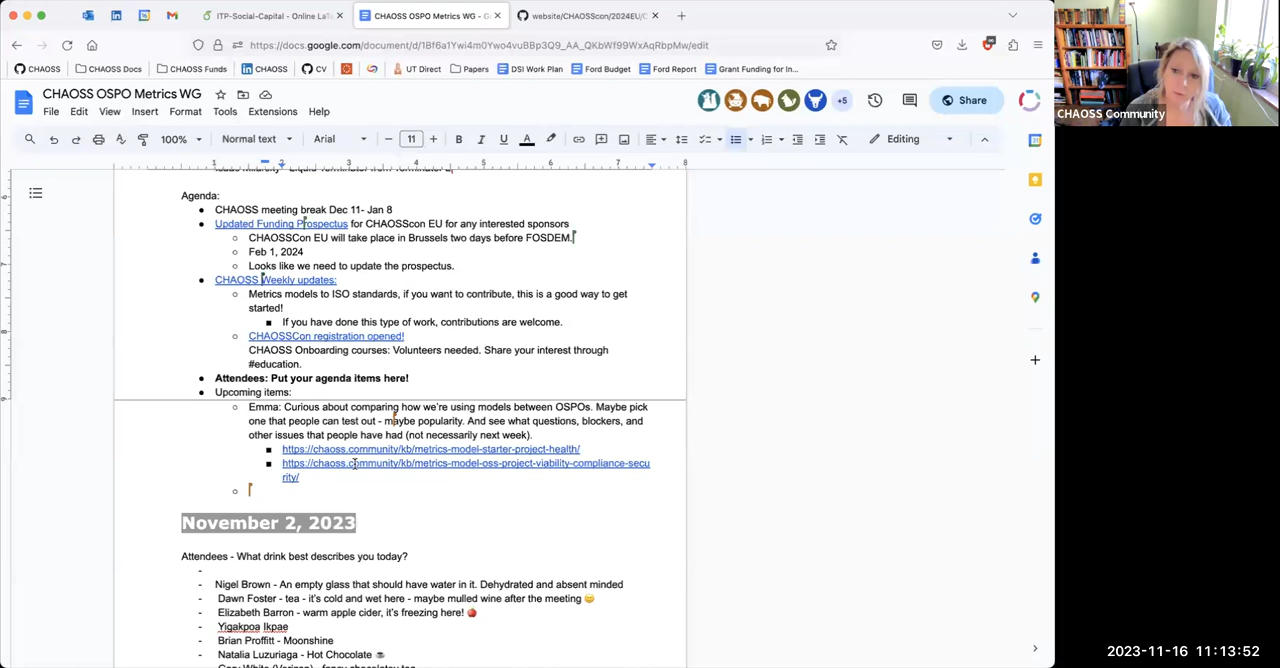 ITP-Social-Capital - Online LaTe
CHAOSS OSPO Metrics WG - G
website/CHAOSScon/2024EU/C
https://docs.google.com/document/d/1Bf6a1Ywi4m0Ywo4vuBBp3Q9_AA_QKbWf99WxAqRbpMw/edit
CHAOSS
CHAOSS Docs
CHAOSS Funds
CHAOSS
CV
UT Direct
Papers
DSI Work Plan
Ford Budget
Ford Report
Grant Funding for In...
CHAOSS OSPO Metrics WG
File Edit View Insert Format Tools Extensions Help
+5
Share
100%
Normal text
Arial
11
Editing
1 2 3 4 5 6 7 8
Agenda:
● CHAOSS meeting break Dec 11- Jan 8
● Updated Funding Prospectus for CHAOSScon EU for any interested sponsors
○ CHAOSSCon EU will take place in Brussels two days before FOSDEM.
○ Feb 1, 2024
○ Looks like we need to update the prospectus.
● CHAOSS Weekly updates:
○ Metrics models to ISO standards, if you want to contribute, this is a good way to get
started!
■ If you have done this type of work, contributions are welcome.
○ CHAOSSCon registration opened!
CHAOSS Onboarding courses: Volunteers needed. Share your interest through
#education.
● Attendees: Put your agenda items here!
● Upcoming items:
○ Emma: Curious about comparing how we're using models between OSPOs. Maybe pick
one that people can test out - maybe popularity. And see what questions, blockers, and
other issues that people have had (not necessarily next week).
■ https://chaoss.community/kb/metrics-model-starter-project-health/
■ https://chaoss.community/kb/metrics-model-oss-project-viability-compliance-secu
rity/
November 2, 2023
Attendees - What drink best describes you today?
-
- Nigel Brown - An empty glass that should have water in it. Dehydrated and absent minded
- Dawn Foster - tea - it's cold and wet here - maybe mulled wine after the meeting 😀
- Elizabeth Barron - warm apple cider, it's freezing here! 🍎
- Yigakpoa Ikpae
- Brian Proffitt - Moonshine
- Natalia Luzuriaga - Hot Chocolate ☕
CHAOSS Community
2023-11-16 11:13:52